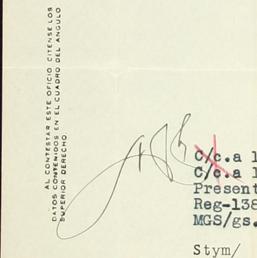 AL CONTESTAR ESTE OFICIO CITENSE LOS
DATOS CONTENIDOS EN EL CUADRO DEL ANGULO
SUPERIOR DERECHO
C/c.a l
C/c.a l
Present
Reg-138
MGS/gs.
Stym/